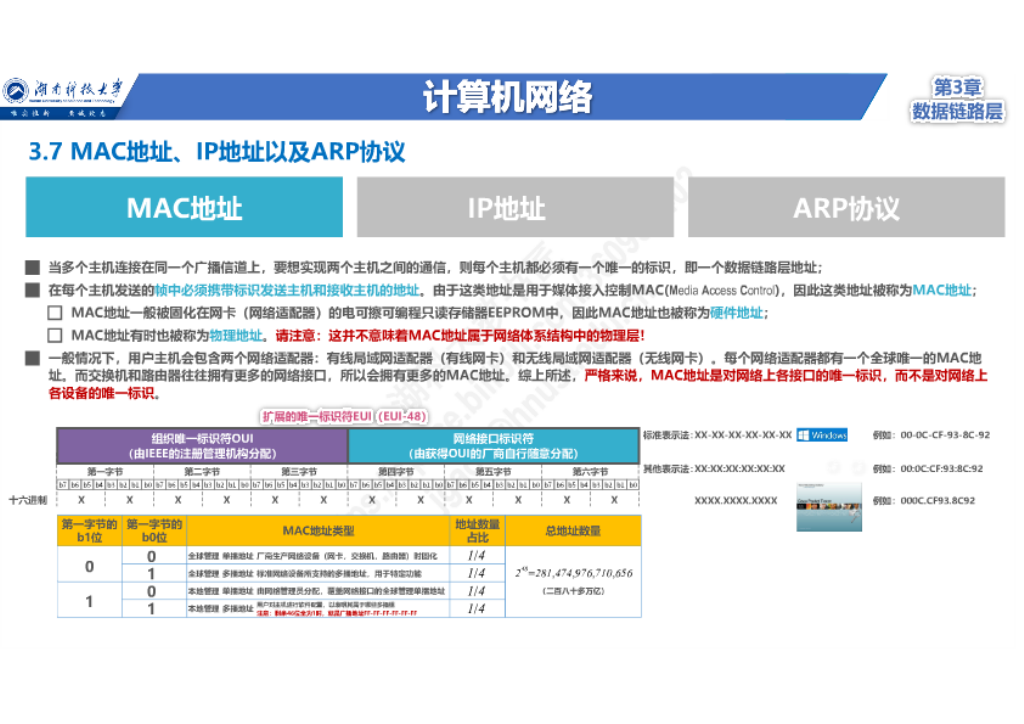 湖南科技大学
计算机网络
第3章
数据链路层
3.7 MAC地址、IP地址以及ARP协议
MAC地址
IP地址
ARP协议
当多个主机连接在同一个广播信道上，要想实现两个主机之间的通信，则每个主机都必须有一个唯一的标识，即一个数据链路层地址；
在每个主机发送的帧中必须携带标识发送主机和接收主机的地址。由于这类地址是用于媒体接入控制MAC(Media Access Control)，因此这类地址被称为MAC地址；
MAC地址一般被固化在网卡（网络适配器）的电可擦可编程只读存储器EEPROM中，因此MAC地址也被称为硬件地址；
MAC地址有时也被称为物理地址。请注意：这并不意味着MAC地址属于网络体系结构中的物理层！
一般情况下，用户主机会包含两个网络适配器：有线局域网适配器（有线网卡）和无线局域网适配器（无线网卡）。每个网络适配器都有一个全球唯一的MAC地
址。而交换机和路由器往往拥有更多的网络接口，所以会拥有更多的MAC地址。综上所述，严格来说，MAC地址是对网络上各接口的唯一标识，而不是对网络上
各设备的唯一标识。
扩展的唯一标识符EUI（EUI-48）
组织唯一标识符OUI
（由IEEE的注册管理机构分配）
网络接口标识符
（由获得OUI的厂商自行随意分配）
第一字节 第二字节 第三字节 第四字节 第五字节 第六字节
b7 b6 b5 b4 b3 b2 b1 b0 b7 b6 b5 b4 b3 b2 b1 b0 b7 b6 b5 b4 b3 b2 b1 b0 b7 b6 b5 b4 b3 b2 b1 b0 b7 b6 b5 b4 b3 b2 b1 b0 b7 b6 b5 b4 b3 b2 b1 b0
十六进制 X X X X X X X X X X X X
标准表示法：XX-XX-XX-XX-XX-XX Windows 例如：00-0C-CF-93-8C-92
其他表示法：XX:XX:XX:XX:XX:XX 例如：00:0C:CF:93:8C:92
XXXX.XXXX.XXXX 例如：000C.CF93.8C92
第一字节的
b1位
第一字节的
b0位
MAC地址类型
地址数量
占比
总地址数量
0
0 全球管理 单播地址 厂商生产网络设备（网卡，交换机，路由器）时固化 1/4
1 全球管理 多播地址 标准网络设备所支持的多播地址，用于特定功能 1/4
1
0 本地管理 单播地址 由网络管理员分配，覆盖网络接口的全球管理单播地址 1/4
1 本地管理 多播地址 用户对主机进行软件配置，以表明其属于哪些多播组 1/4
注意：剩余46位全为1时，就是广播地址FF-FF-FF-FF-FF-FF
2^48=281,474,976,710,656
（二百八十多万亿）